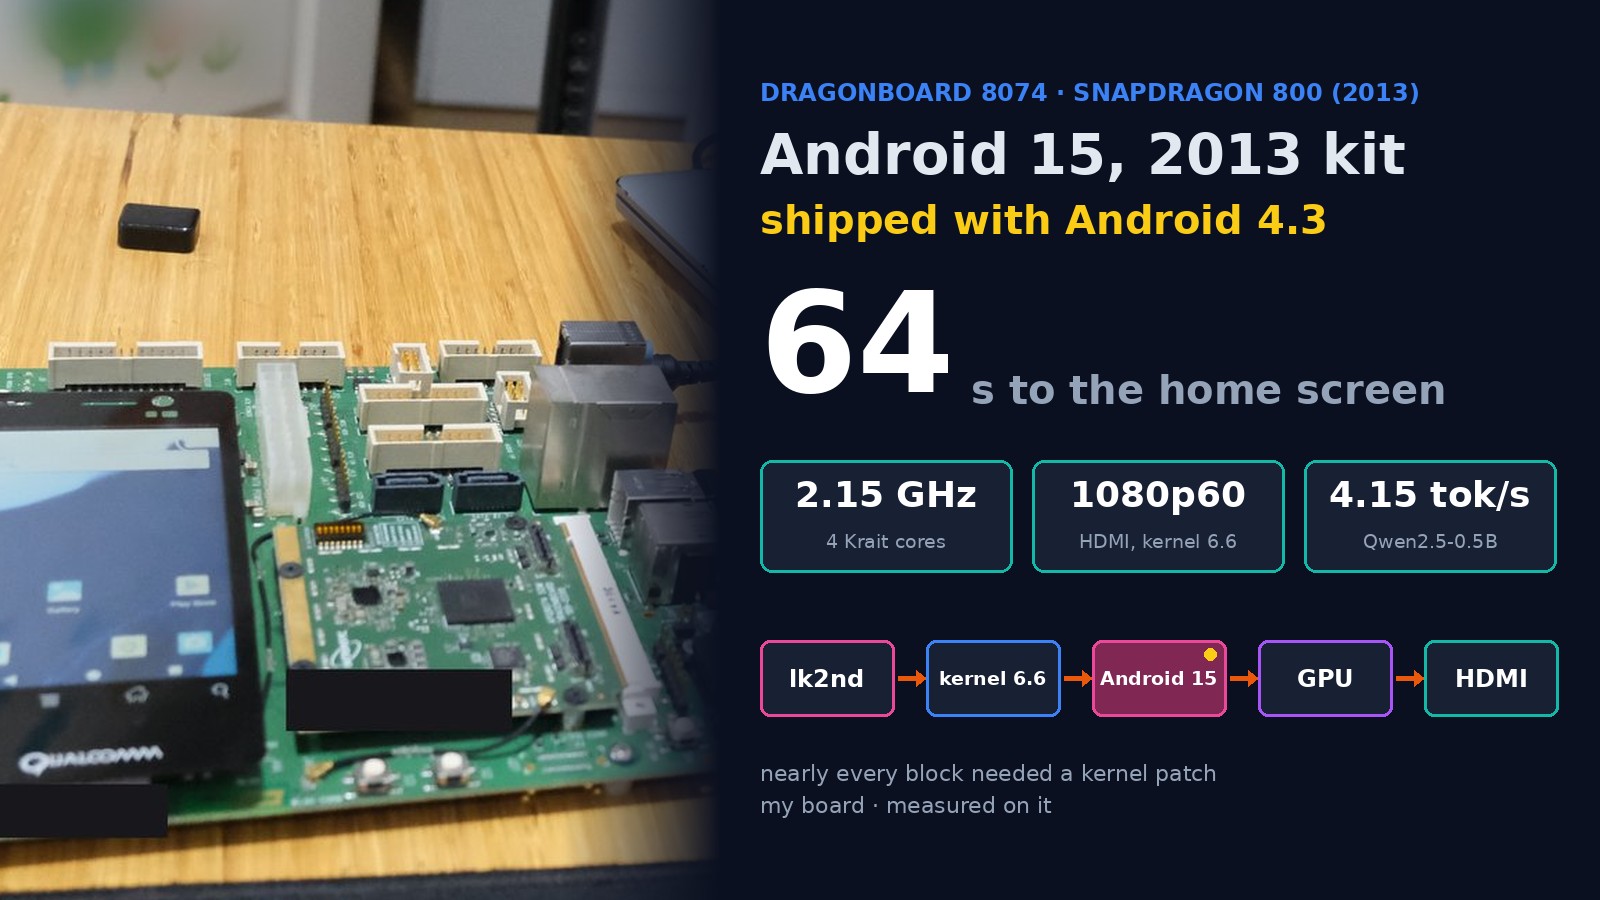 DRAGONBOARD 8074 · SNAPDRAGON 800 (2013)
Android 15, 2013 kit
shipped with Android 4.3
64 s to the home screen
2.15 GHz
4 Krait cores
1080p60
HDMI, kernel 6.6
4.15 tok/s
Qwen2.5-0.5B
lk2nd
kernel 6.6
Android 15
GPU
HDMI
nearly every block needed a kernel patch
my board · measured on it
Gallery
Play Store
QUALCOMM